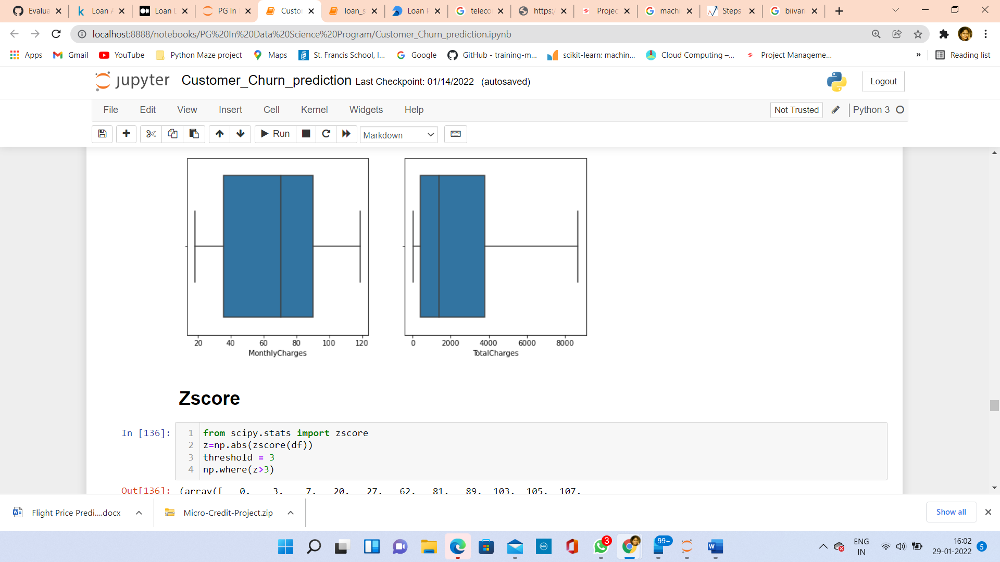 Evalua
Loan A
Loan D
PG In
Custor
loan_s
Loan P
teleco
https:/
Projec
machi
Steps
biivari
localhost:8888/notebooks/PG%20In%20Data%20Science%20Program/Customer_Churn_prediction.ipynb
Apps
Gmail
YouTube
Python Maze project
Maps
St. Francis School, I...
Google
GitHub - training-m...
scikit-learn: machin...
Cloud Computing –...
Project Manageme...
»
Reading list
jupyter Customer_Churn_prediction Last Checkpoint: 01/14/2022 (autosaved)
Logout
File Edit View Insert Cell Kernel Widgets Help
Not Trusted
Python 3
Run
Markdown
20 40 60 80 100 120
MonthlyCharges
0 2000 4000 6000 8000
TotalCharges
Zscore
In [136]:
1 from scipy.stats import zscore
2 z=np.abs(zscore(df))
3 threshold = 3
4 np.where(z>3)
Out[136]: (array([ 0, 3, 7, 20, 27, 62, 81, 89, 103, 105, 107,
Flight Price Predi....docx
Micro-Credit-Project.zip
Show all
3
99+
ENG
IN
16:02
29-01-2022
5